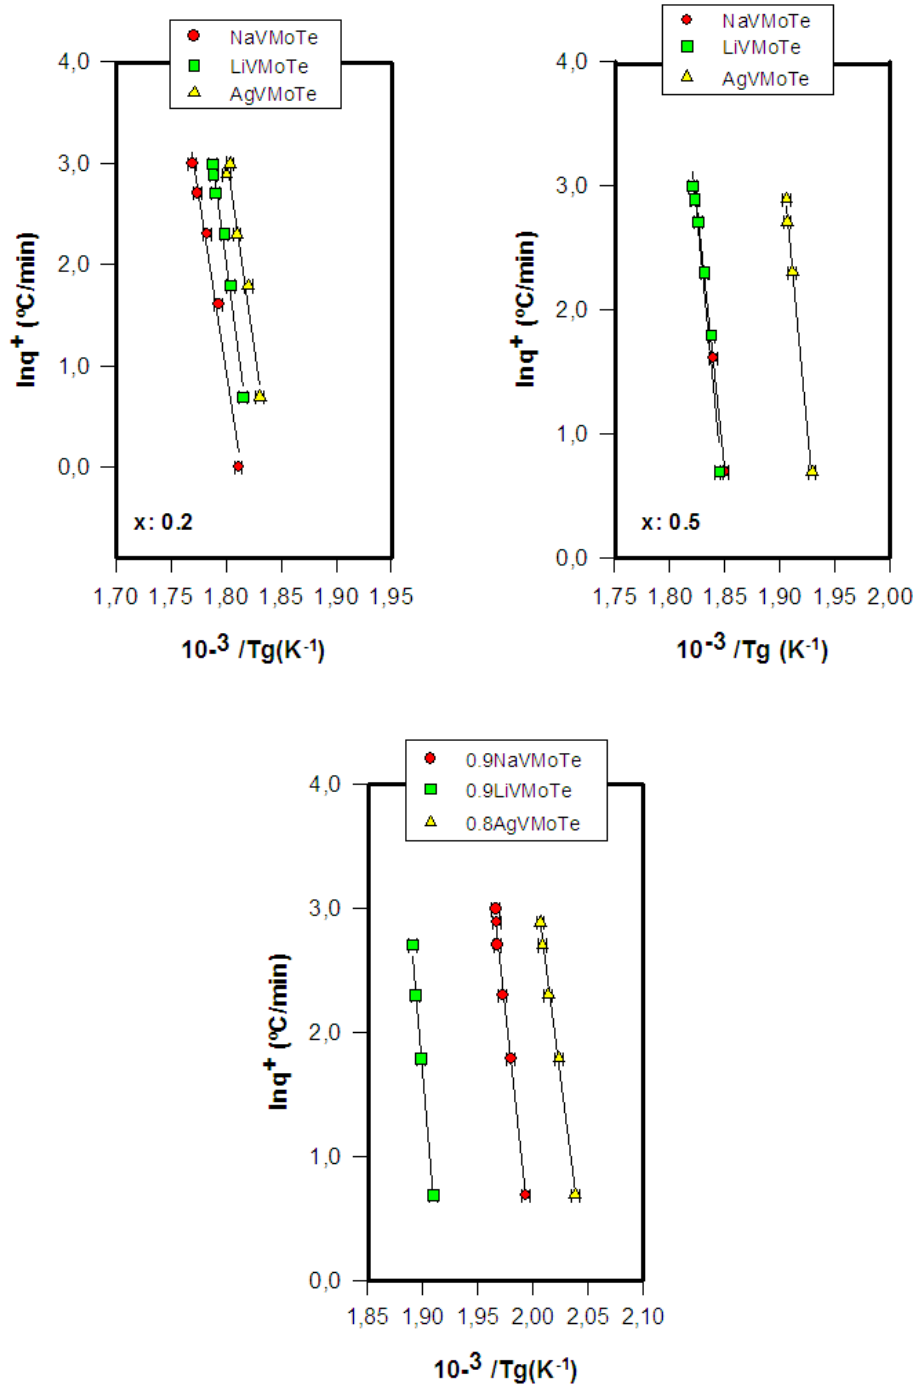 NaVMoTe
LiVMoTe
AgVMoTe
4,0
3,0
2,0
1,0
0,0
lnq+ (ºC/min)
x: 0.2
1,70 1,75 1,80 1,85 1,90 1,95
10-3 /Tg(K-1)
NaVMoTe
LiVMoTe
AgVMoTe
4,0
3,0
2,0
1,0
0,0
lnq+ (ºC/min)
x: 0.5
1,75 1,80 1,85 1,90 1,95 2,00
10-3 /Tg (K-1)
0.9NaVMoTe
0.9LiVMoTe
0.8AgVMoTe
4,0
3,0
2,0
1,0
0,0
lnq+ (ºC/min)
1,85 1,90 1,95 2,00 2,05 2,10
10-3 /Tg(K-1)